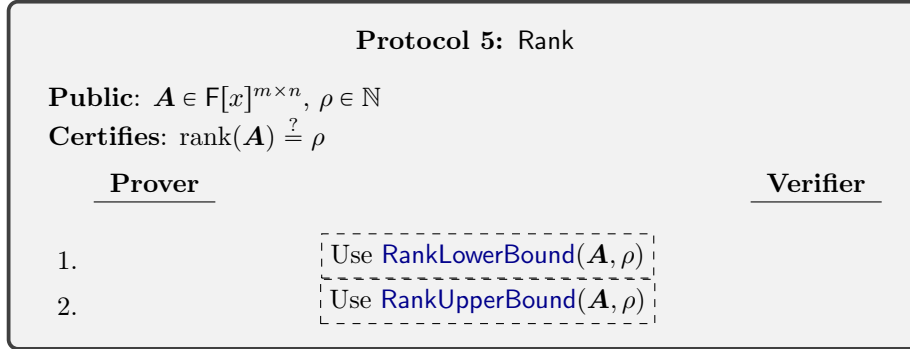 Protocol 5: Rank
Public: A ∈ F[x]^{m×n}, ρ ∈ ℕ
Certifies: rank(A) ≟ ρ
Prover Verifier
1. Use RankLowerBound(A, ρ)
2. Use RankUpperBound(A, ρ)